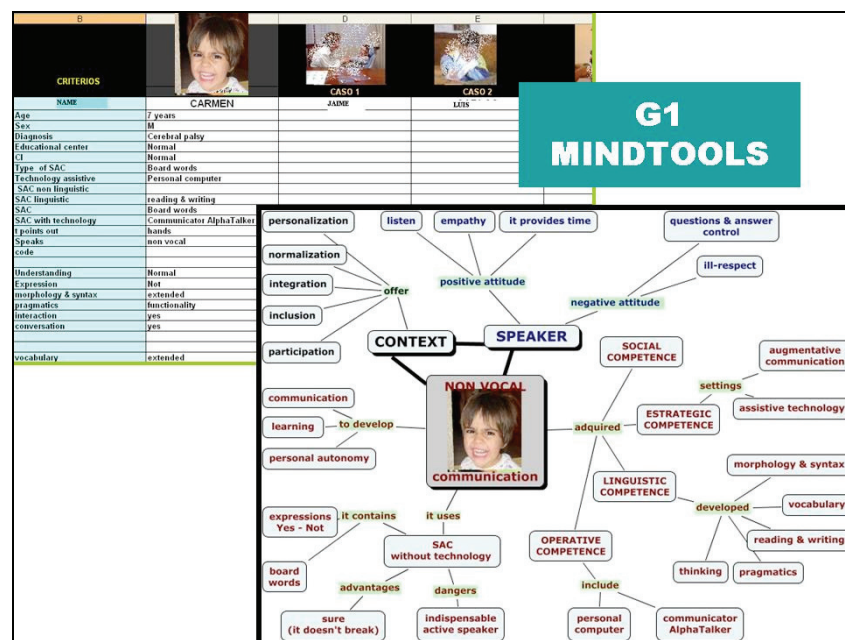 B
D
E
CRITERIOS
CASO 1
CASO 2
NAME CARMEN JAIME
Age 7 years
Sex M
Diagnosis Cerebral palsy
Educational center Normal
CI Normal
Type of SAC Board words
Technology assistive Personal computer
SAC non linguistic
SAC linguistic reading & writing
SAC Board words
SAC with technology Communicator AlphaTalker
t points out hands
Speaks non vocal
code
Understanding Normal
Expression Not
morphology & syntax extended
pragmatics functionality
interaction yes
conversation yes
vocabulary extended
G1
MINDTOOLS
personalization
normalization
integration
inclusion
participation
offer
CONTEXT
listen
empathy
it provides time
positive attitude
questions & answer
control
ill-respect
negative attitude
SPEAKER
NON VOCAL
communication
communication
learning
personal autonomy
to develop
adquired
SOCIAL
COMPETENCE
ESTRATEGIC
COMPETENCE
settings
augmentative
communication
assistive technology
LINGUISTIC
COMPETENCE
developed
morphology & syntax
vocabulary
reading & writing
pragmatics
thinking
OPERATIVE
COMPETENCE
include
personal
computer
communicator
AlphaTalker
it uses
SAC
without technology
it contains
expressions
Yes - Not
board
words
advantages
sure
(it doesn't break)
dangers
indispensable
active speaker